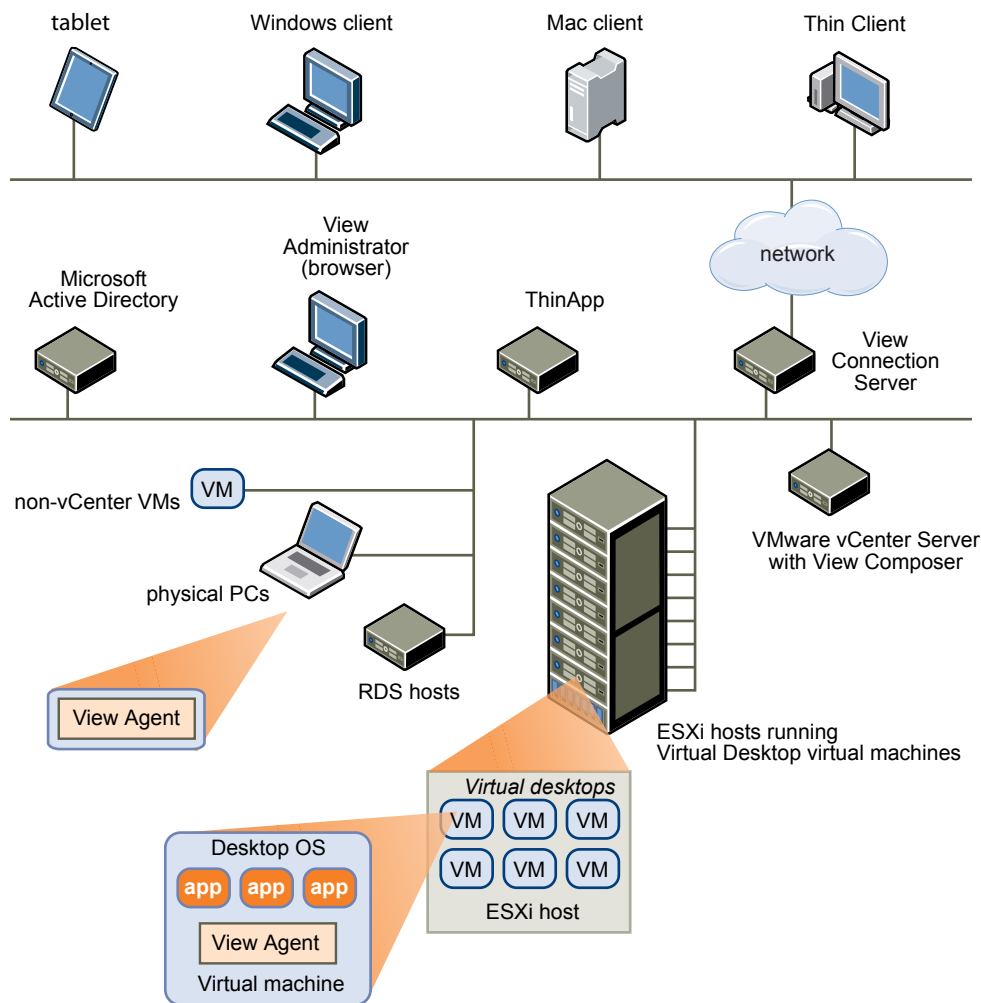 tablet
Windows client
Mac client
Thin Client
network
View
Administrator
(browser)
Microsoft
Active Directory
ThinApp
View
Connection
Server
non-vCenter VMs
VM
physical PCs
VMware vCenter Server
with View Composer
RDS hosts
View Agent
ESXi hosts running
Virtual Desktop virtual machines
Virtual desktops
VM VM VM
VM VM VM
ESXi host
Desktop OS
app app app
View Agent
Virtual machine